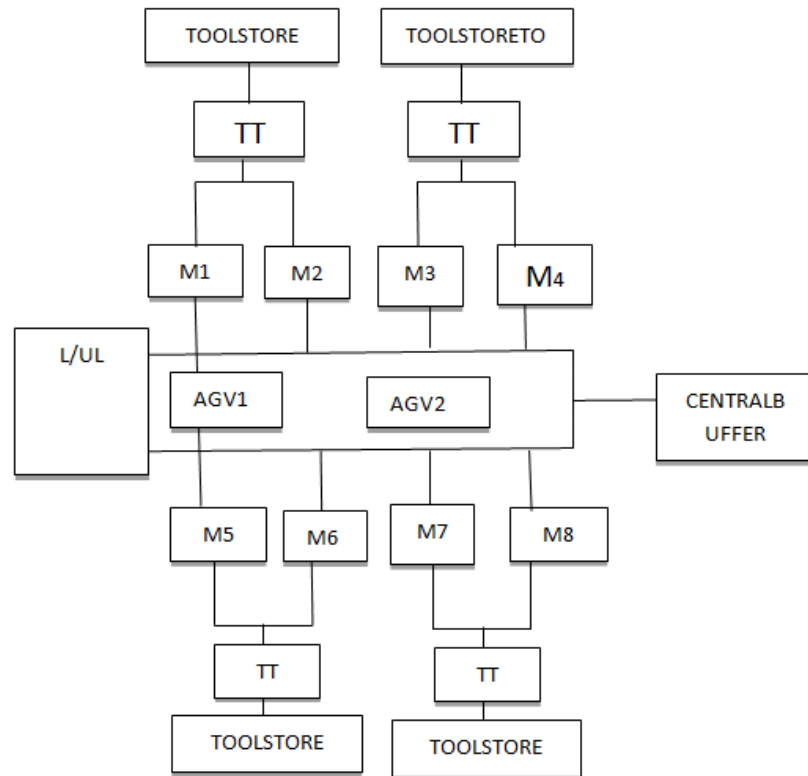 TOOLSTORE
TOOLSTORETO
TT
TT
M1
M2
M3
M4
L/UL
AGV1
AGV2
CENTRALB
UFFER
M5
M6
M7
M8
TT
TT
TOOLSTORE
TOOLSTORE